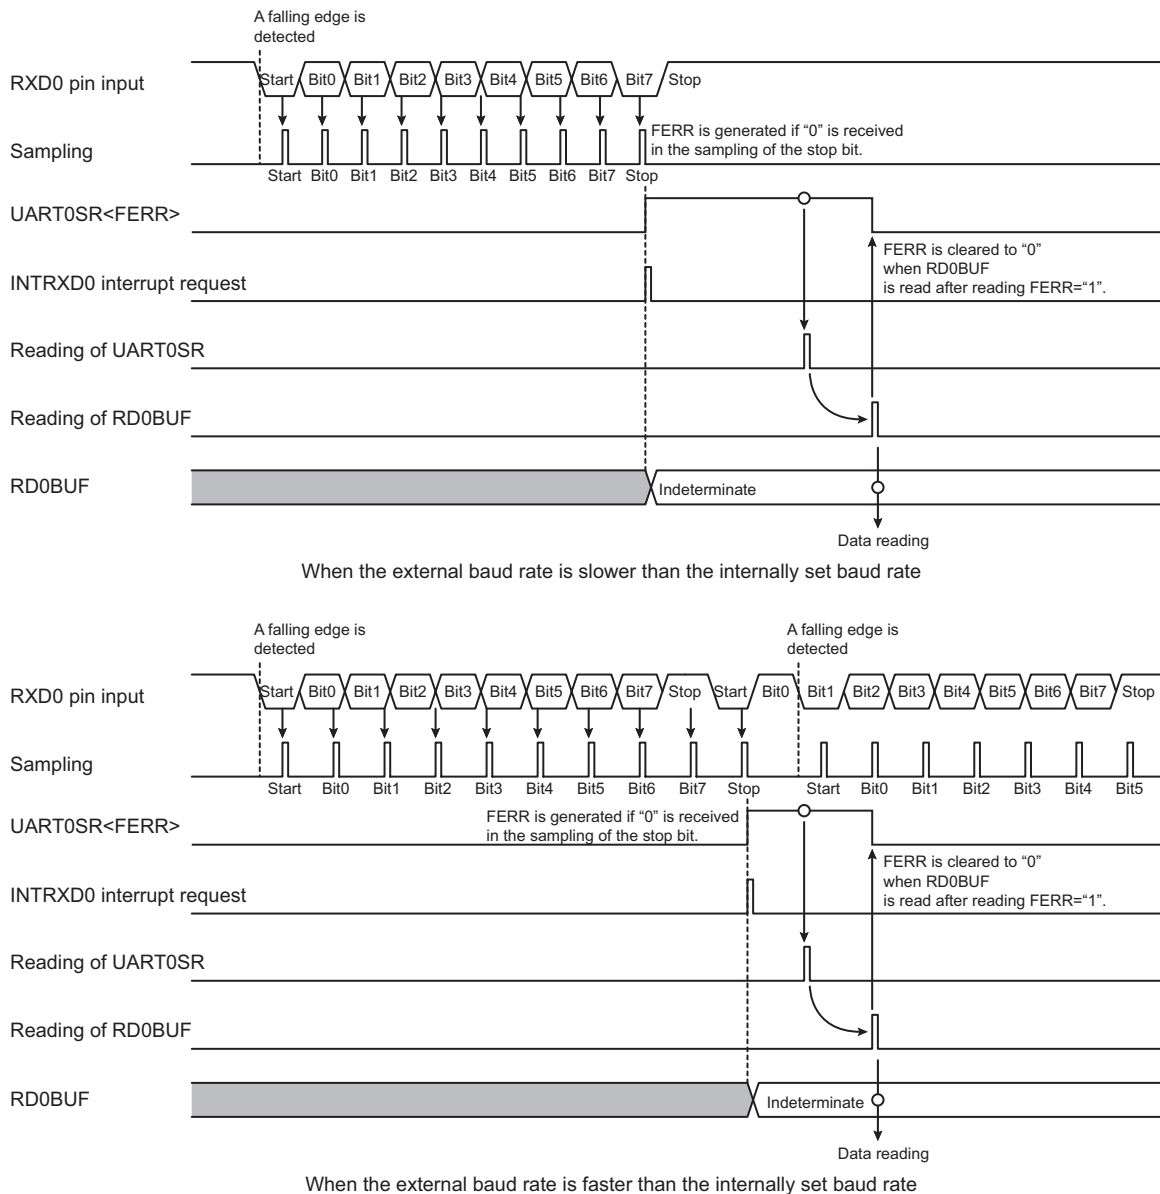 A falling edge is
detected
RXD0 pin input
Start Bit0 Bit1 Bit2 Bit3 Bit4 Bit5 Bit6 Bit7 Stop
FERR is generated if “0” is received
in the sampling of the stop bit.
Sampling
Start Bit0 Bit1 Bit2 Bit3 Bit4 Bit5 Bit6 Bit7 Stop
UART0SR<FERR>
FERR is cleared to “0”
when RD0BUF
is read after reading FERR=“1”.
INTRXD0 interrupt request
Reading of UART0SR
Reading of RD0BUF
RD0BUF
Indeterminate
Data reading
When the external baud rate is slower than the internally set baud rate
A falling edge is
detected
A falling edge is
detected
RXD0 pin input
Start Bit0 Bit1 Bit2 Bit3 Bit4 Bit5 Bit6 Bit7 Stop Start Bit0 Bit1 Bit2 Bit3 Bit4 Bit5 Bit6 Bit7 Stop
Sampling
Start Bit0 Bit1 Bit2 Bit3 Bit4 Bit5 Bit6 Bit7 Stop Start Bit0 Bit1 Bit2 Bit3 Bit4 Bit5
FERR is generated if “0” is received
in the sampling of the stop bit.
UART0SR<FERR>
FERR is cleared to “0”
when RD0BUF
is read after reading FERR=“1”.
INTRXD0 interrupt request
Reading of UART0SR
Reading of RD0BUF
RD0BUF
Indeterminate
Data reading
When the external baud rate is faster than the internally set baud rate